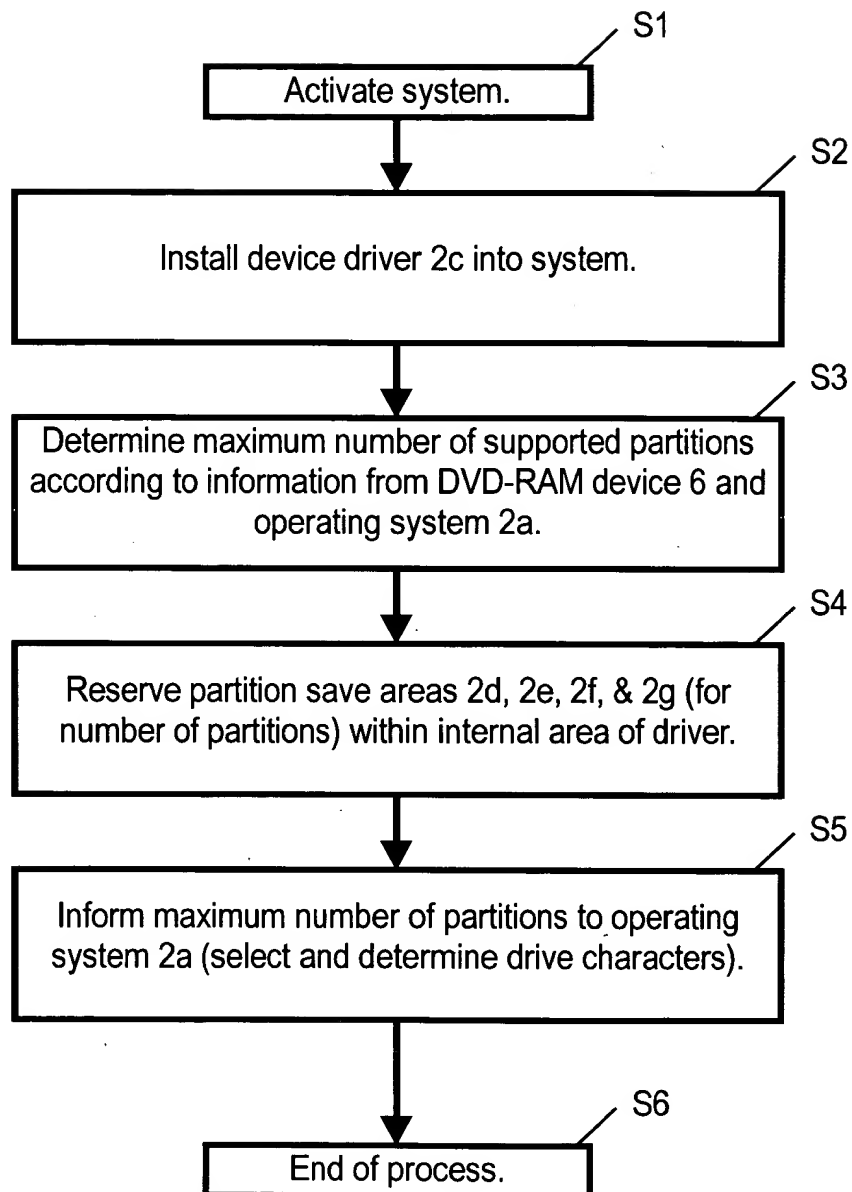 S1
Activate system.
S2
Install device driver 2c into system.
S3
Determine maximum number of supported partitions
according to information from DVD-RAM device 6 and
operating system 2a.
S4
Reserve partition save areas 2d, 2e, 2f, & 2g (for
number of partitions) within internal area of driver.
S5
Inform maximum number of partitions to operating
system 2a (select and determine drive characters).
S6
End of process.